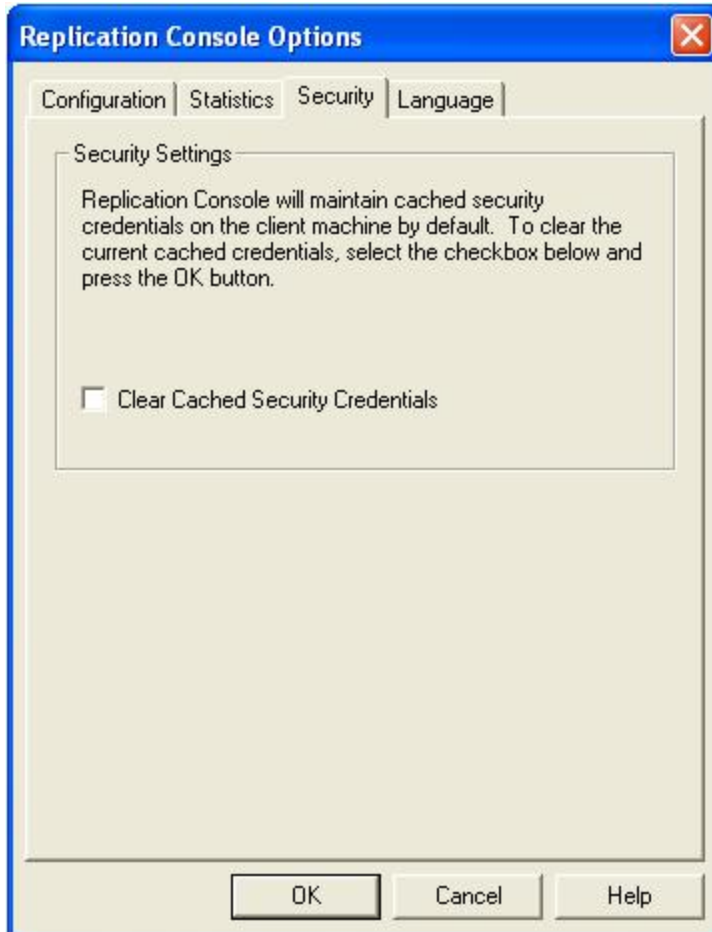 Replication Console Options
Configuration Statistics Security Language
Security Settings
Replication Console will maintain cached security
credentials on the client machine by default. To clear the
current cached credentials, select the checkbox below and
press the OK button.
Clear Cached Security Credentials
OK Cancel Help